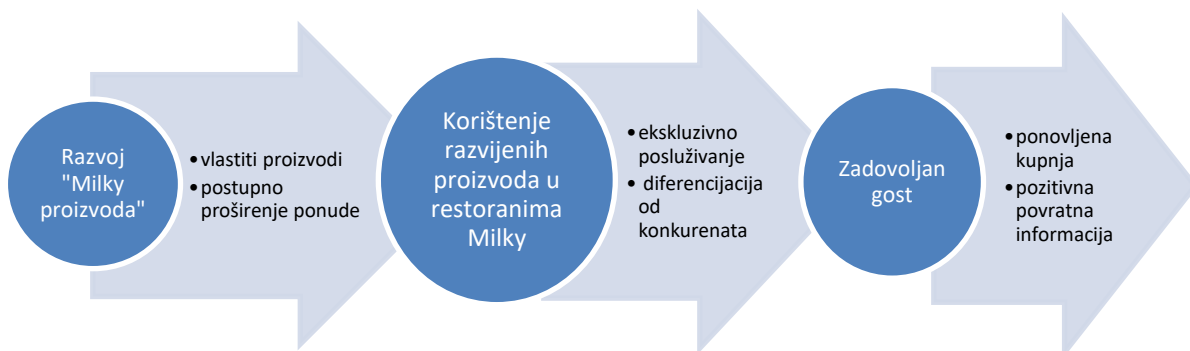 Razvoj
"Milky
proizvoda"
•vlastiti proizvodi
•postupno
proširenje ponude
Korištenje
razvijenih
proizvoda u
restoranima
Milky
•ekskluzivno
posluživanje
• diferencijacija
od
konkurenata
Zadovoljan
gost
•ponovljena
kupnja
•pozitivna
povratna
informacija